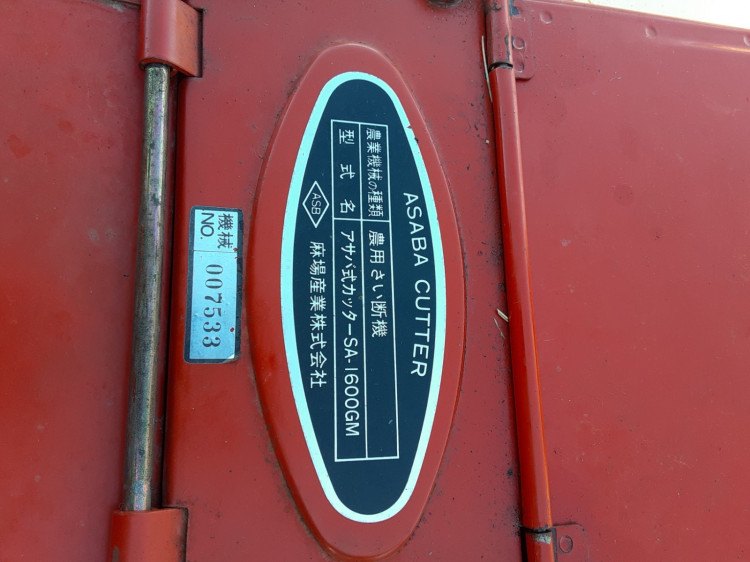 ASABA CUTTER
農業機械の種類 農用さい断機
型式名 アサバ式カッターSA-1600GM
ASB 麻場産業株式会社
機械NO. 007533